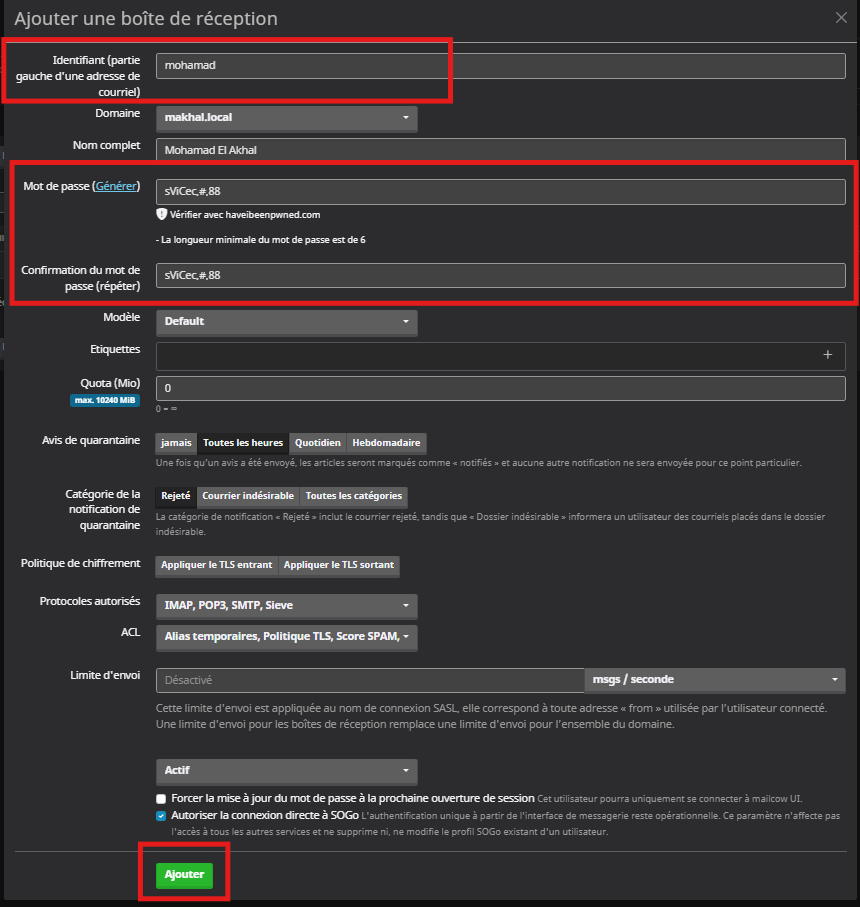 Ajouter une boîte de réception
Identifiant (partie
gauche d'une adresse de
courriel)
mohamad
Domaine
makhal.local
Nom complet
Mohamad El Akhal
Mot de passe (Générer)
sViCec,#,88
Vérifier avec haveibeenpwned.com
- La longueur minimale du mot de passe est de 6
Confirmation du mot de
passe (répéter)
sViCec,#,88
Modèle
Default
Etiquettes
+
Quota (Mio)
max. 10240 MiB
0
0 = ∞
Avis de quarantaine
jamais Toutes les heures Quotidien Hebdomadaire
Une fois qu'un avis a été envoyé, les articles seront marqués comme « notifiés » et aucune autre notification ne sera envoyée pour ce point particulier.
Catégorie de la
notification de
quarantaine
Rejeté Courrier indésirable Toutes les catégories
La catégorie de notification « Rejeté » inclut le courrier rejeté, tandis que « Dossier indésirable » informera un utilisateur des courriels placés dans le dossier
indésirable.
Politique de chiffrement
Appliquer le TLS entrant Appliquer le TLS sortant
Protocoles autorisés
IMAP, POP3, SMTP, Sieve
ACL
Alias temporaires, Politique TLS, Score SPAM,
Limite d'envoi
Désactivé
msgs / seconde
Cette limite d'envoi est appliquée au nom de connexion SASL, elle correspond à toute adresse « from » utilisée par l'utilisateur connecté.
Une limite d'envoi pour les boîtes de réception remplace une limite d'envoi pour l'ensemble du domaine.
Actif
Forcer la mise à jour du mot de passe à la prochaine ouverture de session Cet utilisateur pourra uniquement se connecter à mailcow UI.
Autoriser la connexion directe à SOGo L'authentification unique à partir de l'interface de messagerie reste opérationnelle. Ce paramètre n'affecte pas
l'accès à tous les autres services et ne supprime ni, ne modifie le profil SOGo existant d'un utilisateur.
Ajouter